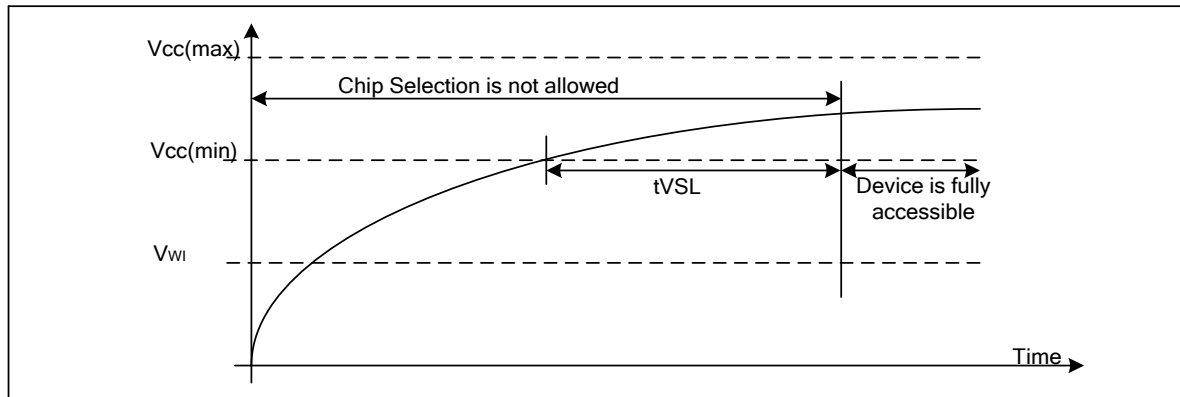 Vcc(max)
Chip Selection is not allowed
Vcc(min)
tVSL
Device is fully
accessible
VWI
Time